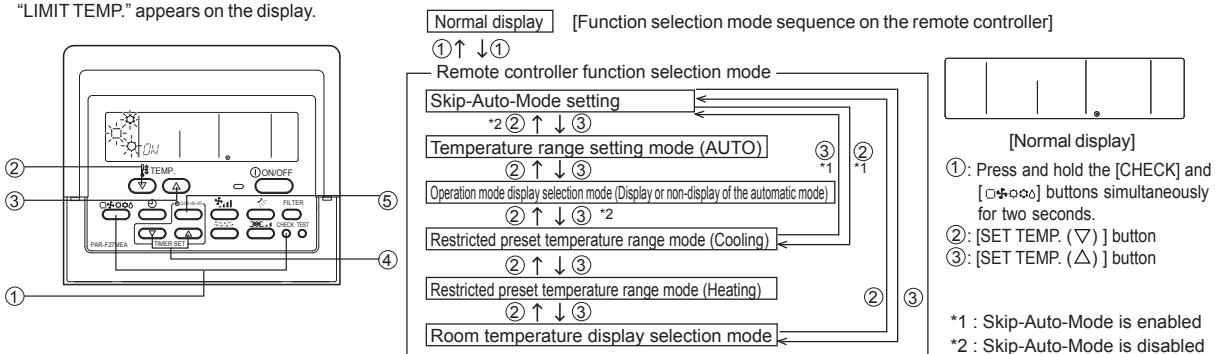 “LIMIT TEMP.” appears on the display.
Normal display [Function selection mode sequence on the remote controller]
①↑ ↓①
Remote controller function selection mode
Skip-Auto-Mode setting
*2 ② ↑ ↓ ③
Temperature range setting mode (AUTO)
② ↑ ↓ ③
Operation mode display selection mode (Display or non-display of the automatic mode)
② ↑ ↓ ③ *2
Restricted preset temperature range mode (Cooling)
② ↑ ↓ ③
Restricted preset temperature range mode (Heating)
② ↑ ↓ ③
Room temperature display selection mode
③ ②
*1 *1
② ③
ON
② TEMP. ON/OFF
③ ⑤
FILTER
CHECK TEST
PAR-F27MEA TIMER SET
④
①
[Normal display]
①: Press and hold the [CHECK] and
[ ] buttons simultaneously
for two seconds.
②: [SET TEMP. (▽) ] button
③: [SET TEMP. (△) ] button
*1 : Skip-Auto-Mode is enabled
*2 : Skip-Auto-Mode is disabled